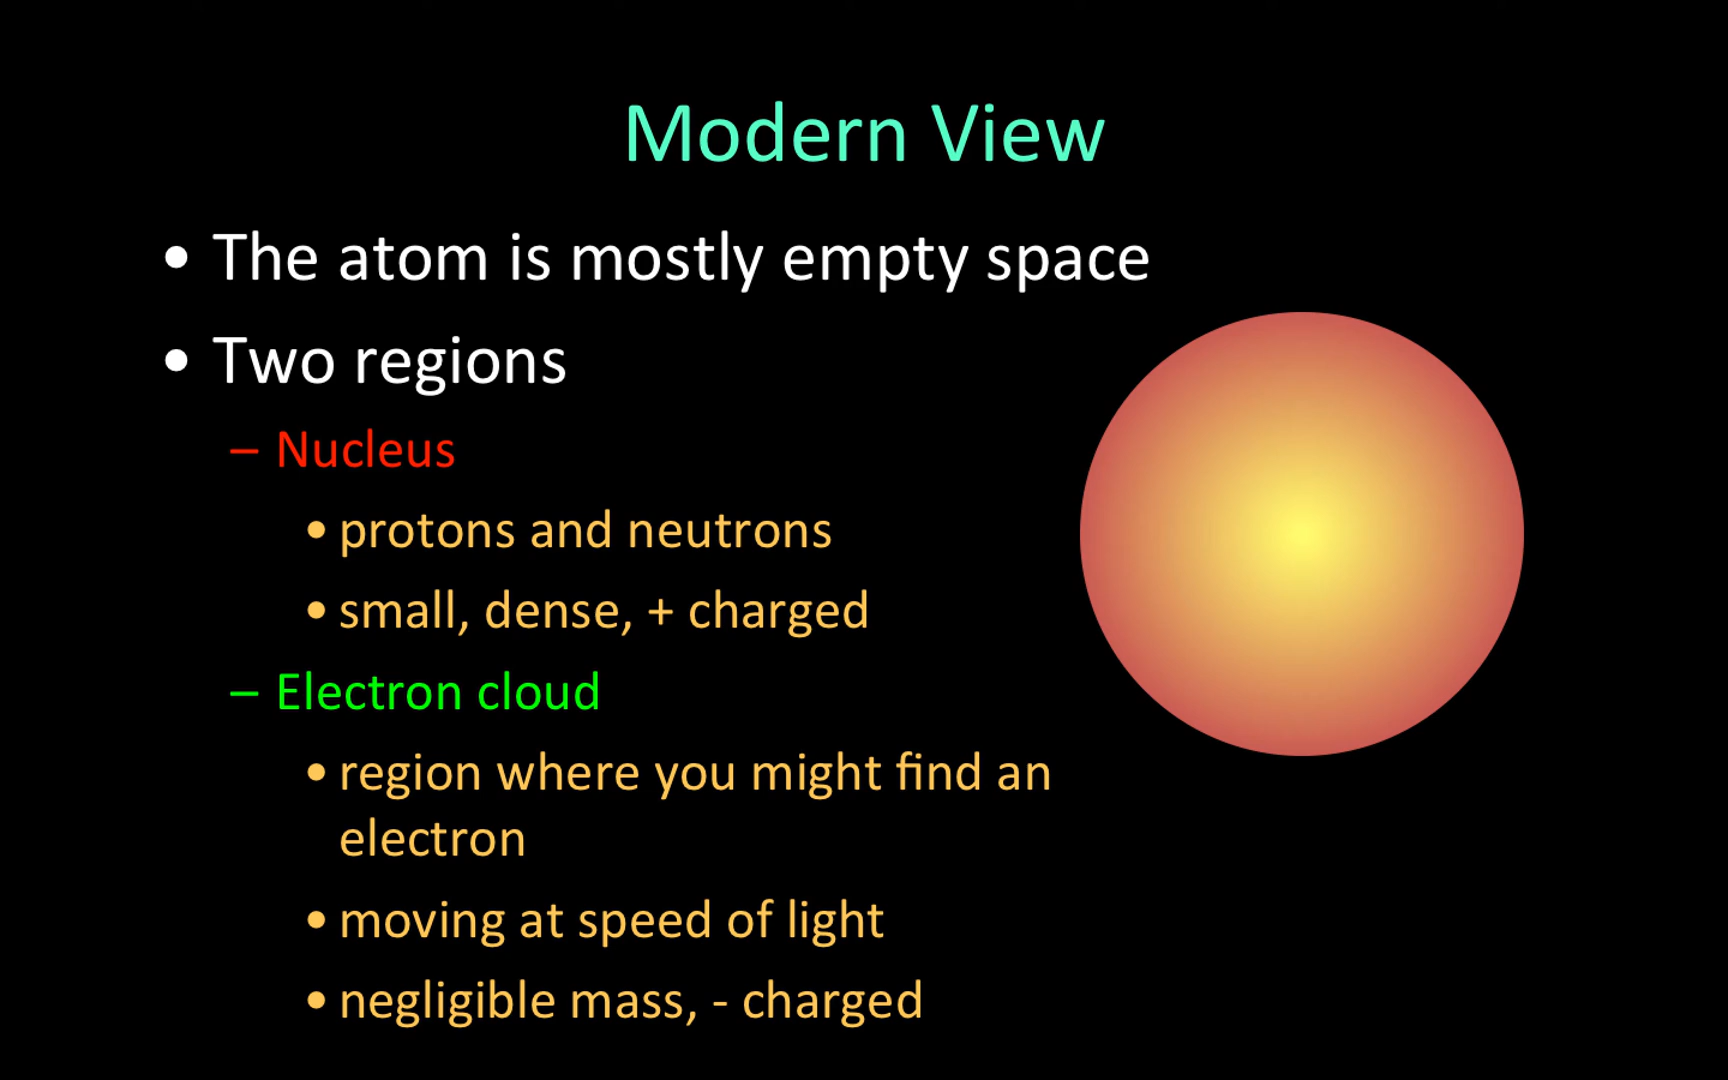 Modern View
• The atom is mostly empty space
• Two regions
– Nucleus
• protons and neutrons
• small, dense, + charged
– Electron cloud
• region where you might find an
electron
• moving at speed of light
• negligible mass, - charged